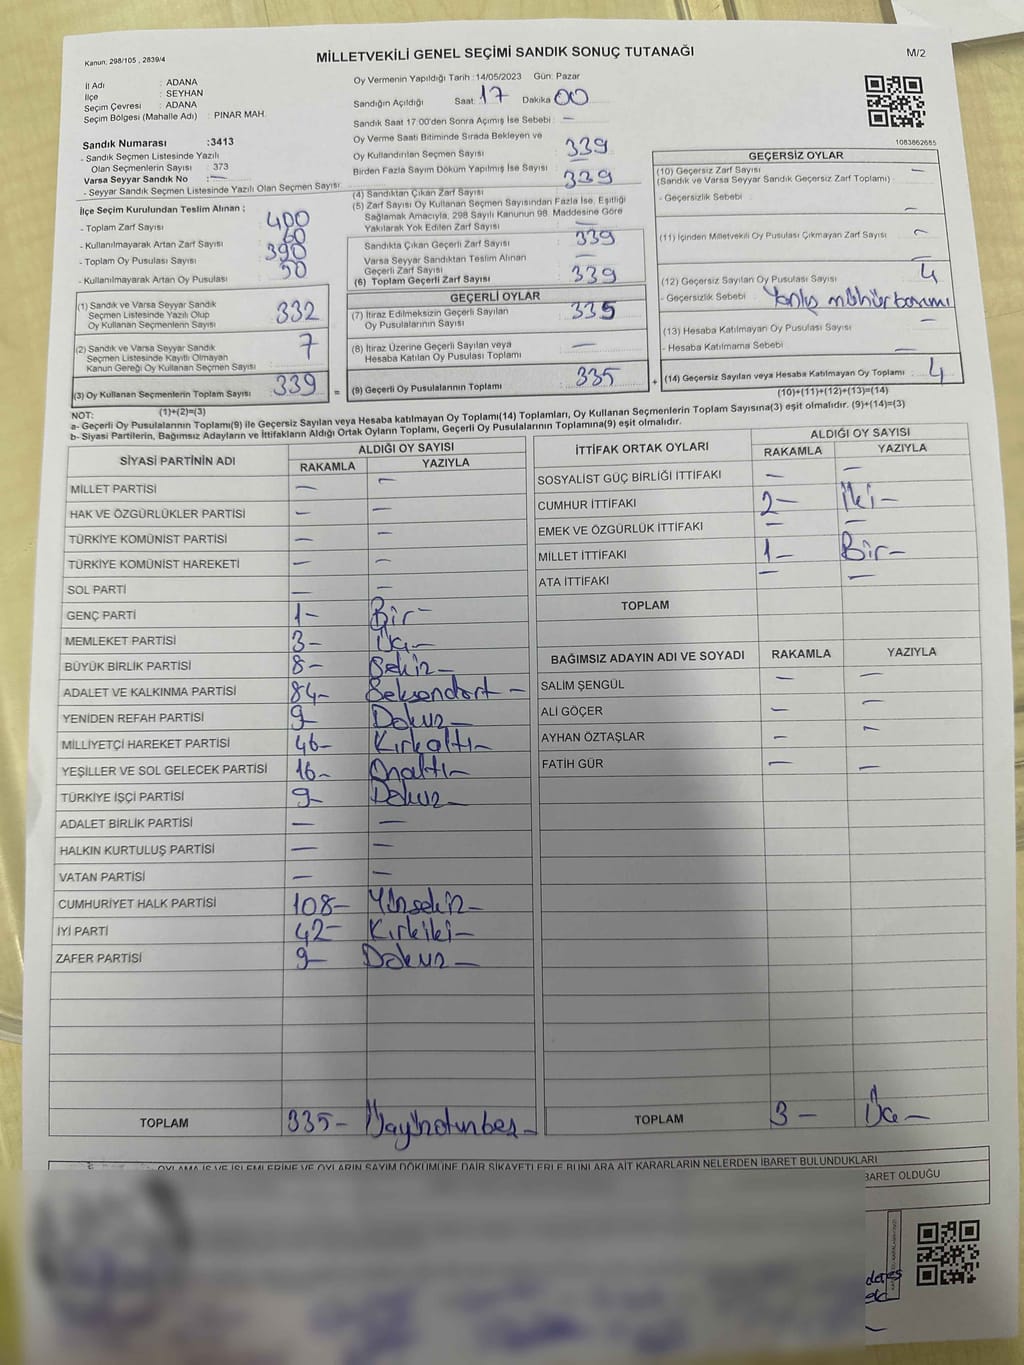 Kanun, 298/105 , 2839/4
MİLLETVEKİLİ GENEL SEÇİMİ SANDIK SONUÇ TUTANAĞI
M/2
İl Adı : ADANA
İlçe : SEYHAN
Seçim Çevresi : ADANA
Seçim Bölgesi (Mahalle Adı) : PINAR MAH.
Oy Vermenin Yapıldığı Tarih : 14/05/2023 Gün: Pazar
Sandığın Açıldığı Saat: 17 Dakika 00
Sandık Saat 17:00'den Sonra Açımış İse Sebebi : —
Oy Verme Saati Bitiminde Sırada Bekleyen ve
Oy Kullandırılan Seçmen Sayısı 339
Birden Fazla Sayım Döküm Yapılmış İse Sayısı 339
Sandık Numarası :3413
- Sandık Seçmen Listesinde Yazılı
Olan Seçmenlerin Sayısı : 373
Varsa Seyyar Sandık No : —
- Seyyar Sandık Seçmen Listesinde Yazılı Olan Seçmen Sayısı :
1083862685
İlçe Seçim Kurulundan Teslim Alınan ;
- Toplam Zarf Sayısı : 400
- Kullanılmayarak Artan Zarf Sayısı : 60
- Toplam Oy Pusulası Sayısı : 390
- Kullanılmayarak Artan Oy Pusulası : 50
(1) Sandık ve Varsa Seyyar Sandık
Seçmen Listesinde Yazılı Olup
Oy Kullanan Seçmenlerin Sayısı : 332
(2) Sandık ve Varsa Seyyar Sandık
Seçmen Listesinde Kayıtlı Olmayan
Kanun Gereği Oy Kullanan Seçmen Sayısı : 7
(3) Oy Kullanan Seçmenlerin Toplam Sayısı : 339 =
(1)+(2)=(3)
(4) Sandıktan Çıkan Zarf Sayısı
(5) Zarf Sayısı Oy Kullanan Seçmen Sayısından Fazla İse, Eşitliği
Sağlamak Amacıyla, 298 Sayılı Kanunun 98. Maddesine Göre
Yakılarak Yok Edilen Zarf Sayısı : —
Sandıkta Çıkan Geçerli Zarf Sayısı : 339
Varsa Seyyar Sandıktan Teslim Alınan
Geçerli Zarf Sayısı : —
(6) Toplam Geçerli Zarf Sayısı : 339
GEÇERLİ OYLAR
(7) İtiraz Edilmeksizin Geçerli Sayılan
Oy Pusulalarının Sayısı : 335
(8) İtiraz Üzerine Geçerli Sayılan veya
Hesaba Katılan Oy Pusulası Toplamı : —
(9) Geçerli Oy Pusulalarının Toplamı : 335 +
GEÇERSİZ OYLAR
(10) Geçersiz Zarf Sayısı : —
(Sandık ve Varsa Seyyar Sandık Geçersiz Zarf Toplamı)
- Geçersizlik Sebebi : —
(11) İçinden Milletvekili Oy Pusulası Çıkmayan Zarf Sayısı : —
(12) Geçersiz Sayılan Oy Pusulası Sayısı : 4
- Geçersizlik Sebebi : Yanlış mühür basımı
(13) Hesaba Katılmayan Oy Pusulası Sayısı : —
- Hesaba Katılmama Sebebi : —
(14) Geçersiz Sayılan veya Hesaba Katılmayan Oy Toplamı : 4
(10)+(11)+(12)+(13)=(14)
NOT:
a- Geçerli Oy Pusulalarının Toplamı(9) ile Geçersiz Sayılan veya Hesaba katılmayan Oy Toplamı(14) Toplamları, Oy Kullanan Seçmenlerin Toplam Sayısına(3) eşit olmalıdır. (9)+(14)=(3)
b- Siyasi Partilerin, Bağımsız Adayların ve İttifakların Aldığı Ortak Oyların Toplamı, Geçerli Oy Pusulalarının Toplamına(9) eşit olmalıdır.
SİYASİ PARTİNİN ADI ALDIĞI OY SAYISI
RAKAMLA YAZIYLA
MİLLET PARTİSİ — —
HAK VE ÖZGÜRLÜKLER PARTİSİ — —
TÜRKİYE KOMÜNİST PARTİSİ — —
TÜRKİYE KOMÜNİST HAREKETİ — —
SOL PARTİ — —
GENÇ PARTİ 1- Bir-
MEMLEKET PARTİSİ 3- Üç-
BÜYÜK BİRLİK PARTİSİ 8- Sekiz-
ADALET VE KALKINMA PARTİSİ 84- Seksendört -
YENİDEN REFAH PARTİSİ 9- Dokuz-
MİLLİYETÇİ HAREKET PARTİSİ 46- Kırkaltı-
YEŞİLLER VE SOL GELECEK PARTİSİ 16- Onaltı-
TÜRKİYE İŞÇİ PARTİSİ 9- Dokuz-
ADALET BİRLİK PARTİSİ — —
HALKIN KURTULUŞ PARTİSİ — —
VATAN PARTİSİ — —
CUMHURİYET HALK PARTİSİ 108- Yüzsekiz-
İYİ PARTİ 42- Kırkiki-
ZAFER PARTİSİ 9- Dokuz-
TOPLAM 335- Üçyüzotuzbeş-
İTTİFAK ORTAK OYLARI ALDIĞI OY SAYISI
RAKAMLA YAZIYLA
SOSYALİST GÜÇ BİRLİĞİ İTTİFAKI — —
CUMHUR İTTİFAKI 2- İki-
EMEK VE ÖZGÜRLÜK İTTİFAKI — —
MİLLET İTTİFAKI 1- Bir-
ATA İTTİFAKI — —
TOPLAM
BAĞIMSIZ ADAYIN ADI VE SOYADI RAKAMLA YAZIYLA
SALİM ŞENGÜL — —
ALİ GÖÇER — —
AYHAN ÖZTAŞLAR — —
FATİH GÜR — —
TOPLAM 3- Üç-
OYLAMA İŞ VE İŞLEMLERİNE VE OYLARIN SAYIM DÖKÜMÜNE DAİR ŞİKAYETLERLE BUNLARA AİT KARARLARIN NELERDEN İBARET BULUNDUKLARI
BARET OLDUĞU